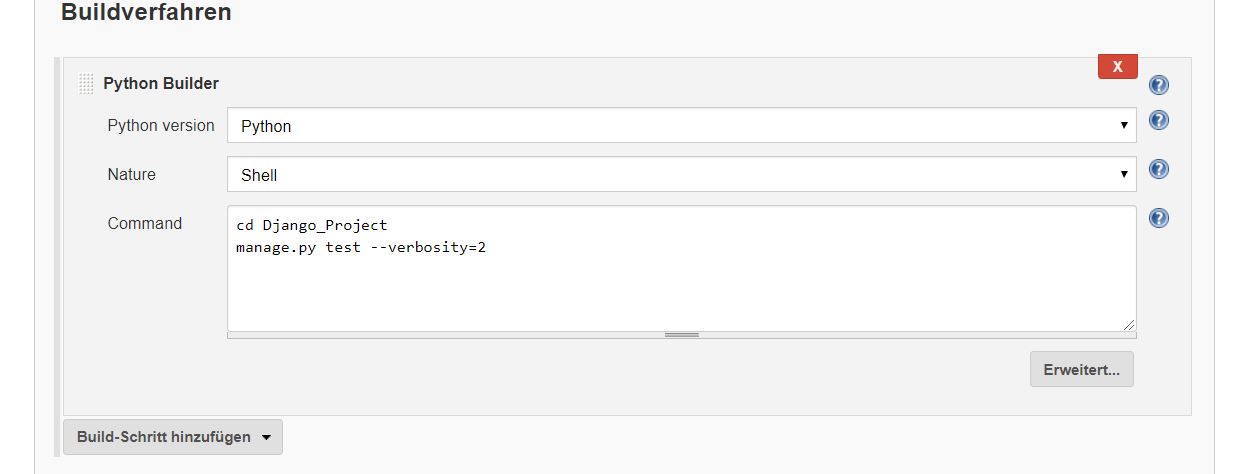 Buildverfahren
X
Python Builder
Python version
Python
Nature
Shell
Command
cd Django_Project
manage.py test --verbosity=2
Erweitert...
Build-Schritt hinzufügen